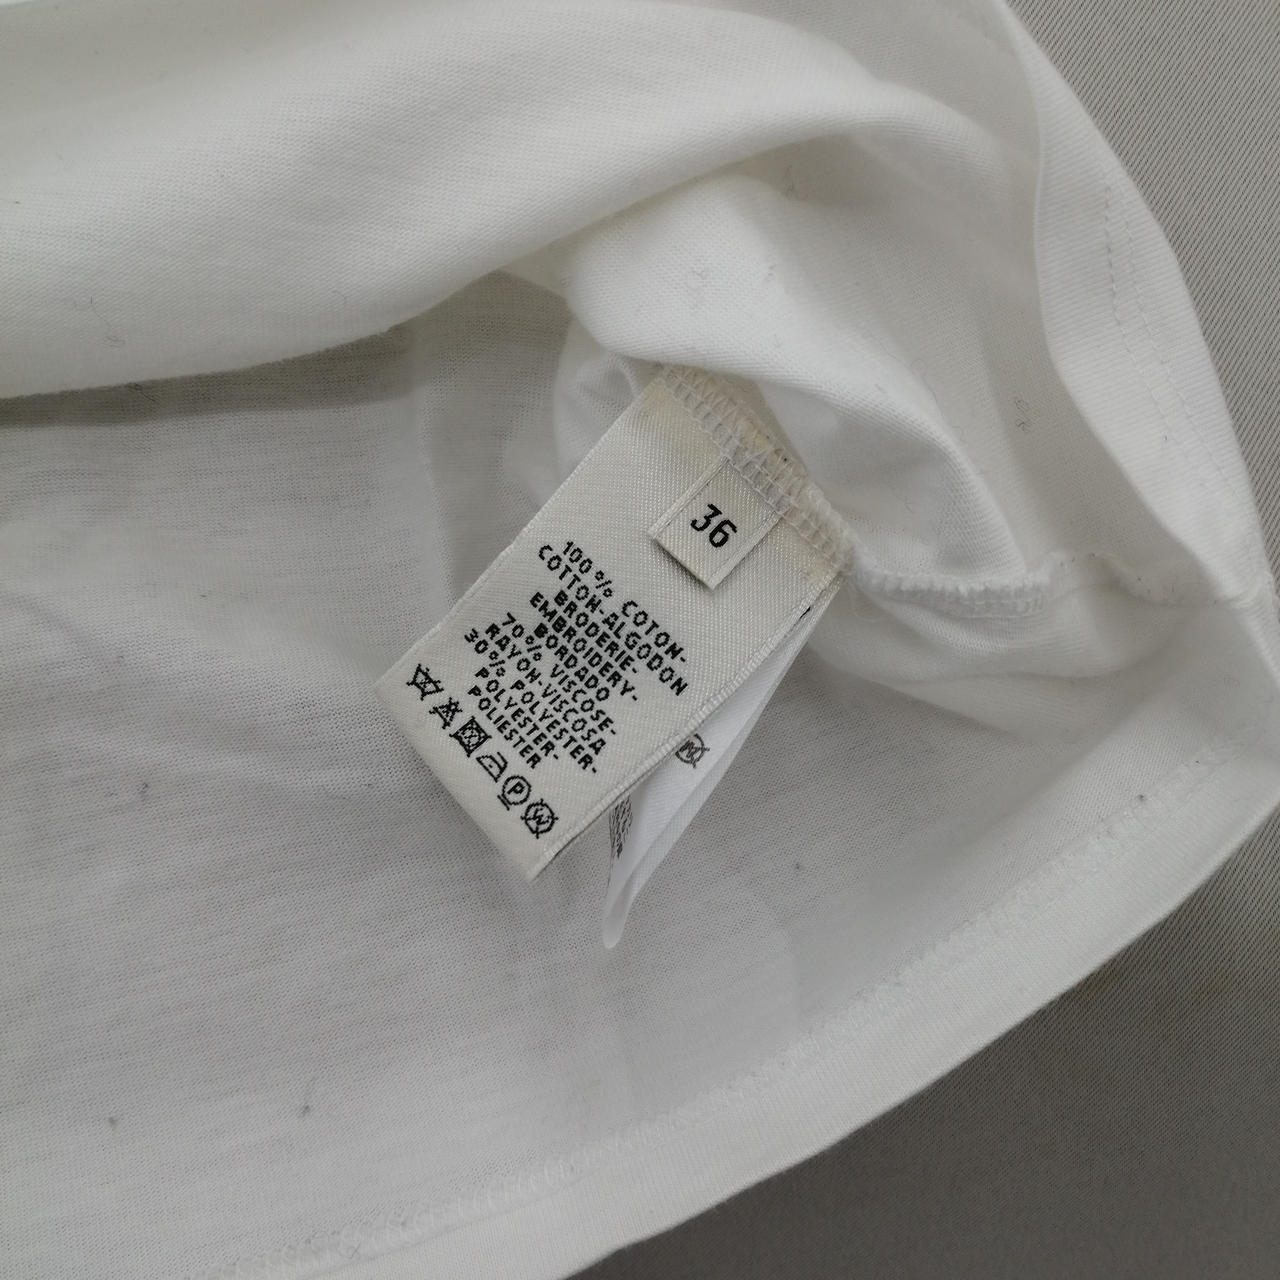 36
100% COTON-
COTTON-ALGODON
BRODERIE-
EMBROIDERY-
BORDADO
70% VISCOSE-
RAYON-VISCOSA
30% POLYESTER-
POLYESTER-
POLIESTER
P
W
W